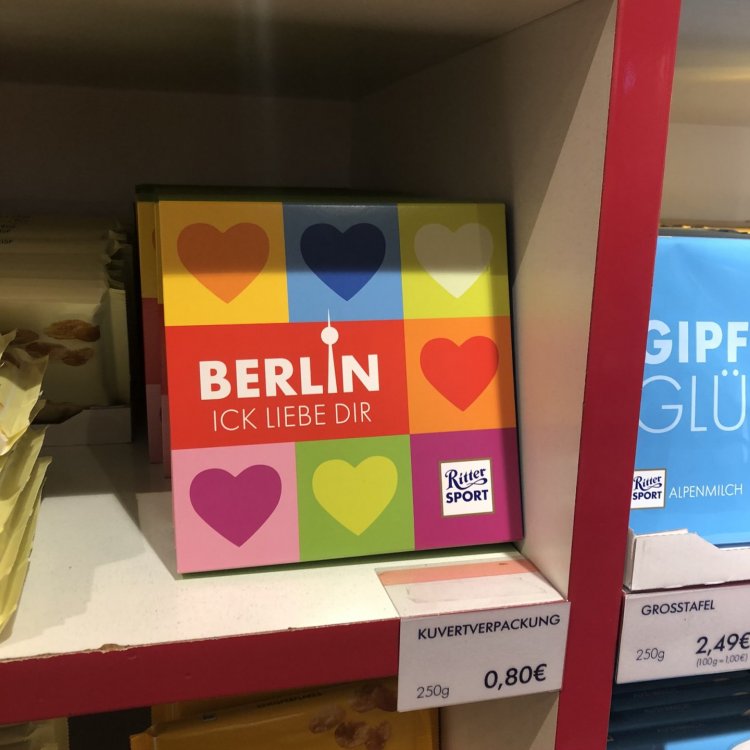 BERLIN
ICK LIEBE DIR
Ritter
SPORT
KUVERTVERPACKUNG
250g
0,80€
GIPF
GLÜ
Ritter
SPORT
ALPENMILCH
GROSSTAFEL
250g
2,49€
(100g = 1,00€)